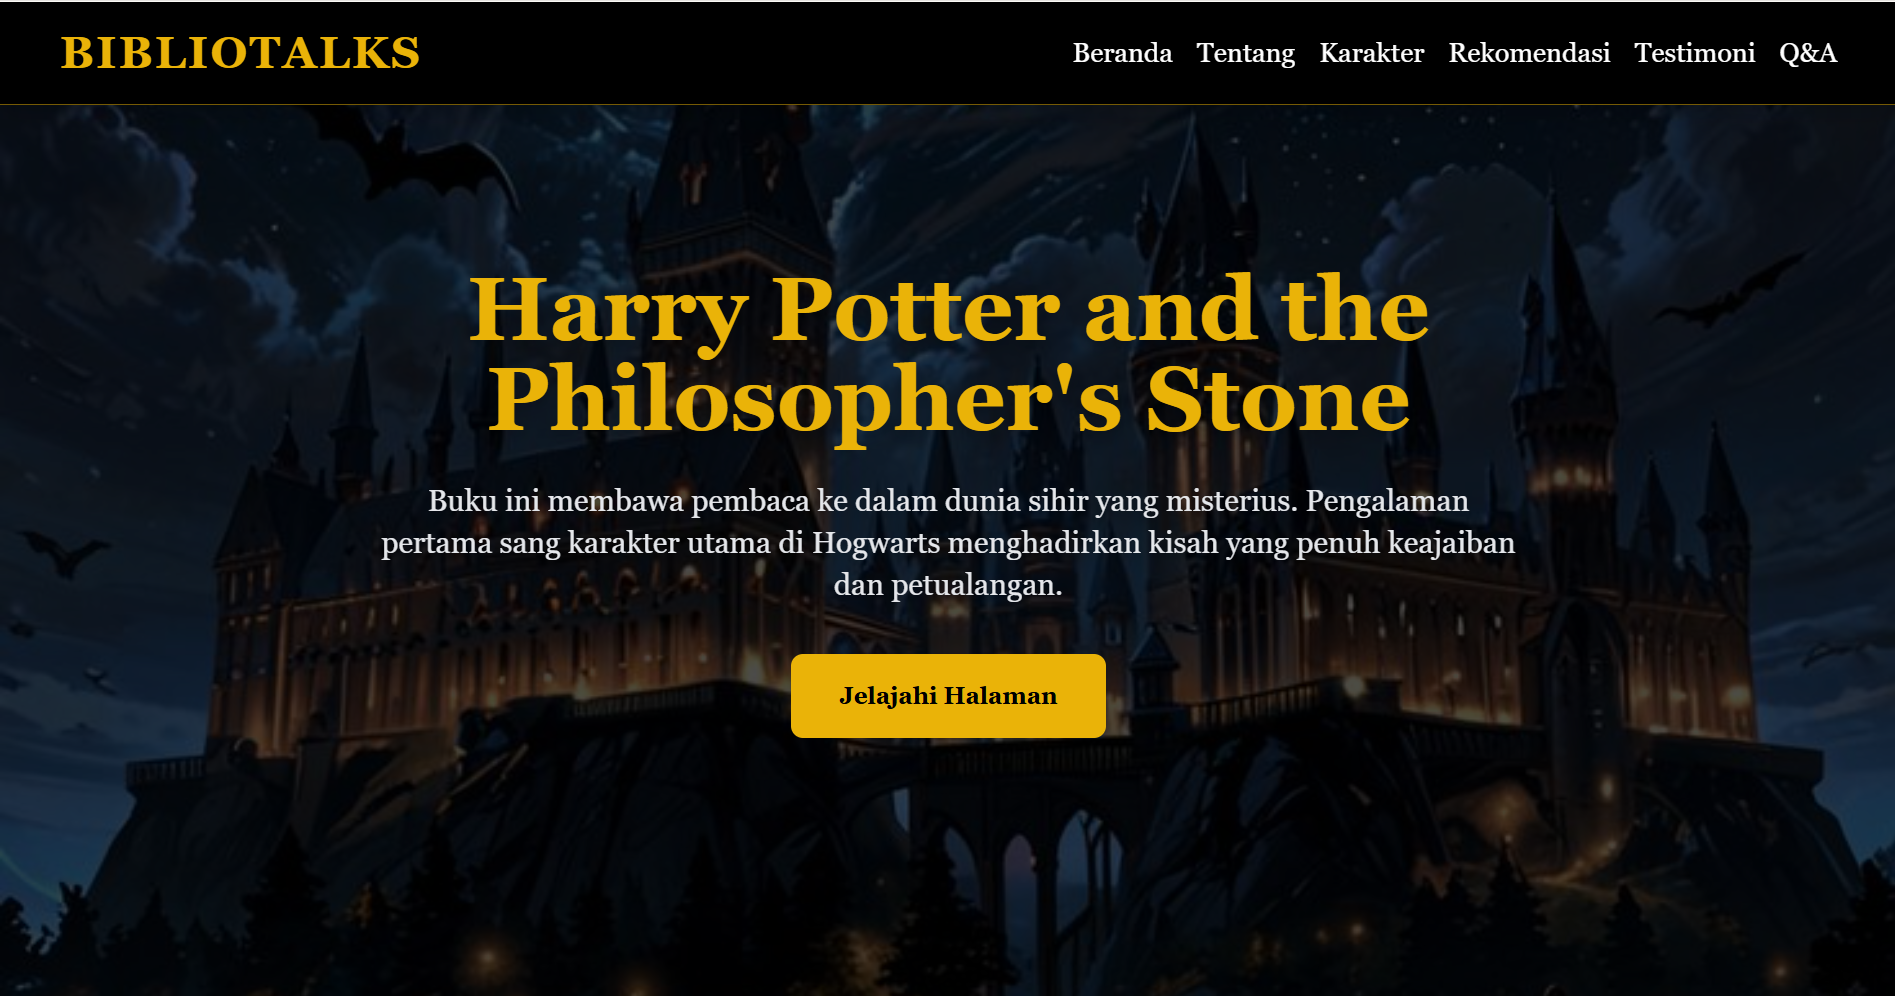 BIBLIOTALKS
Beranda Tentang Karakter Rekomendasi Testimoni Q&A
Harry Potter and the
Philosopher's Stone
Buku ini membawa pembaca ke dalam dunia sihir yang misterius. Pengalaman
pertama sang karakter utama di Hogwarts menghadirkan kisah yang penuh keajaiban
dan petualangan.
Jelajahi Halaman